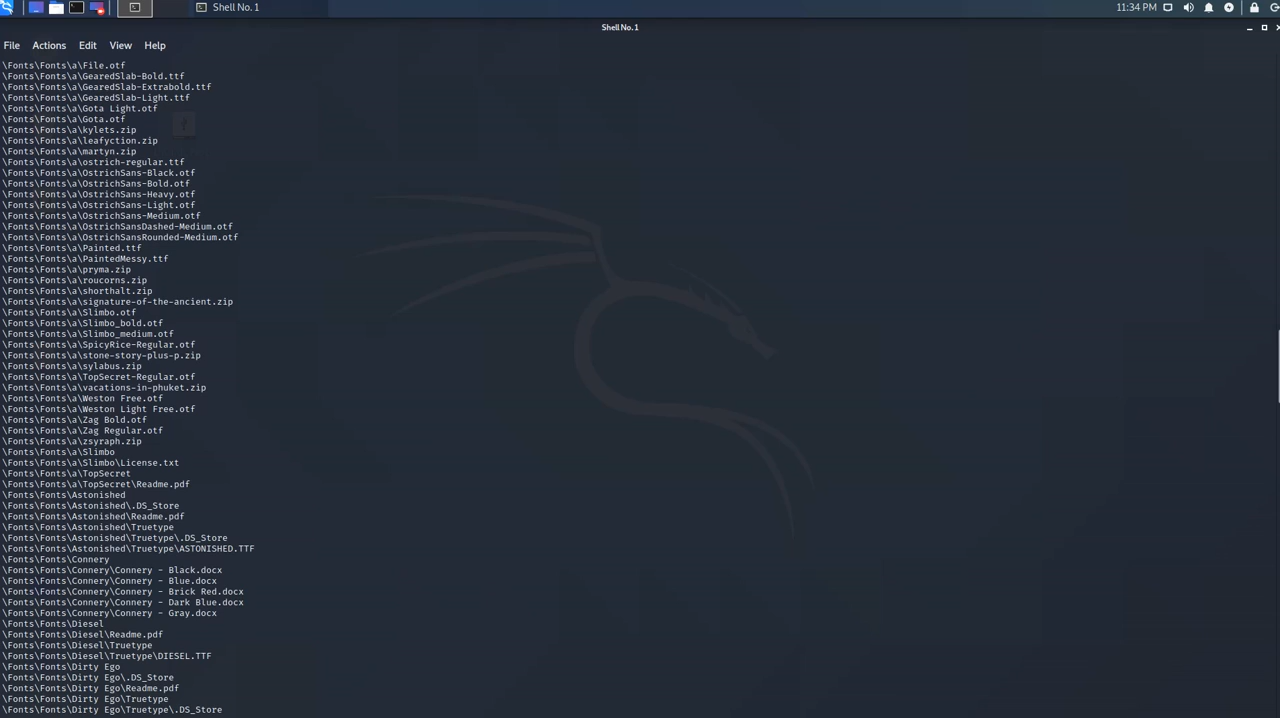 Shell No. 1
11:34 PM
Shell No. 1
File Actions Edit View Help
\Fonts\Fonts\a\File.otf
\Fonts\Fonts\a\GearedSlab-Bold.ttf
\Fonts\Fonts\a\GearedSlab-Extrabold.ttf
\Fonts\Fonts\a\GearedSlab-Light.ttf
\Fonts\Fonts\a\Gota Light.otf
\Fonts\Fonts\a\Gota.otf
\Fonts\Fonts\a\kylets.zip
\Fonts\Fonts\a\leafyction.zip
\Fonts\Fonts\a\martyn.zip
\Fonts\Fonts\a\ostrich-regular.ttf
\Fonts\Fonts\a\OstrichSans-Black.otf
\Fonts\Fonts\a\OstrichSans-Bold.otf
\Fonts\Fonts\a\OstrichSans-Heavy.otf
\Fonts\Fonts\a\OstrichSans-Light.otf
\Fonts\Fonts\a\OstrichSans-Medium.otf
\Fonts\Fonts\a\OstrichSansDashed-Medium.otf
\Fonts\Fonts\a\OstrichSansRounded-Medium.otf
\Fonts\Fonts\a\Painted.ttf
\Fonts\Fonts\a\PaintedMessy.ttf
\Fonts\Fonts\a\pryma.zip
\Fonts\Fonts\a\roucorns.zip
\Fonts\Fonts\a\shorthalt.zip
\Fonts\Fonts\a\signature-of-the-ancient.zip
\Fonts\Fonts\a\Slimbo.otf
\Fonts\Fonts\a\Slimbo_bold.otf
\Fonts\Fonts\a\Slimbo_medium.otf
\Fonts\Fonts\a\SpicyRice-Regular.otf
\Fonts\Fonts\a\stone-story-plus-p.zip
\Fonts\Fonts\a\sylabus.zip
\Fonts\Fonts\a\TopSecret-Regular.otf
\Fonts\Fonts\a\vacations-in-phuket.zip
\Fonts\Fonts\a\Weston Free.otf
\Fonts\Fonts\a\Weston Light Free.otf
\Fonts\Fonts\a\Zag Bold.otf
\Fonts\Fonts\a\Zag Regular.otf
\Fonts\Fonts\a\zsyraph.zip
\Fonts\Fonts\a\Slimbo
\Fonts\Fonts\a\Slimbo\License.txt
\Fonts\Fonts\a\TopSecret
\Fonts\Fonts\a\TopSecret\Readme.pdf
\Fonts\Fonts\Astonished
\Fonts\Fonts\Astonished\.DS_Store
\Fonts\Fonts\Astonished\Readme.pdf
\Fonts\Fonts\Astonished\Truetype
\Fonts\Fonts\Astonished\Truetype\.DS_Store
\Fonts\Fonts\Astonished\Truetype\ASTONISHED.TTF
\Fonts\Fonts\Connery
\Fonts\Fonts\Connery\Connery - Black.docx
\Fonts\Fonts\Connery\Connery - Blue.docx
\Fonts\Fonts\Connery\Connery - Brick Red.docx
\Fonts\Fonts\Connery\Connery - Dark Blue.docx
\Fonts\Fonts\Connery\Connery - Gray.docx
\Fonts\Fonts\Diesel
\Fonts\Fonts\Diesel\Readme.pdf
\Fonts\Fonts\Diesel\Truetype
\Fonts\Fonts\Diesel\Truetype\DIESEL.TTF
\Fonts\Fonts\Dirty Ego
\Fonts\Fonts\Dirty Ego\.DS_Store
\Fonts\Fonts\Dirty Ego\Readme.pdf
\Fonts\Fonts\Dirty Ego\Truetype
\Fonts\Fonts\Dirty Ego\Truetype\.DS_Store